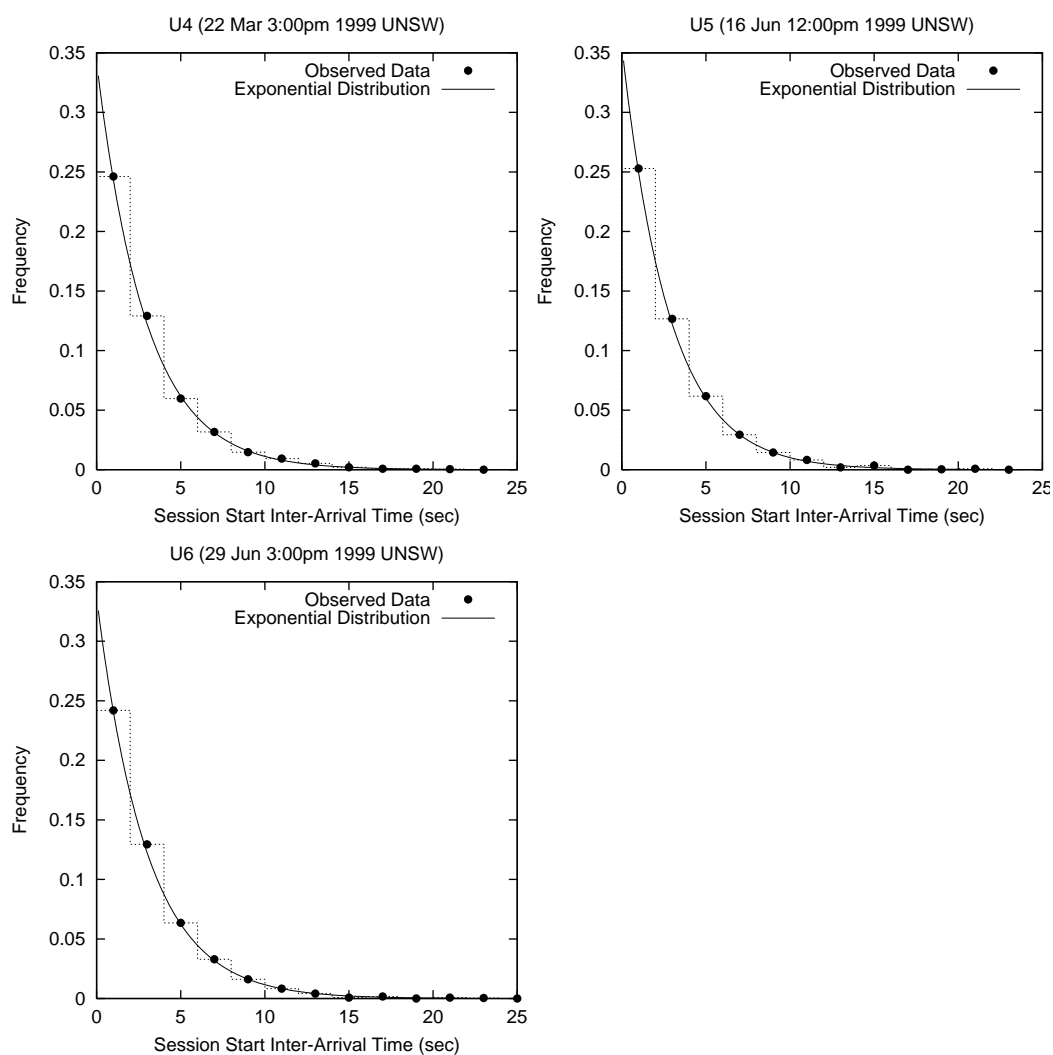 U4 (22 Mar 3:00pm 1999 UNSW)
0.35
0.3
0.25
0.2
0.15
0.1
0.05
0
Frequency
Observed Data
Exponential Distribution
0 5 10 15 20 25
Session Start Inter-Arrival Time (sec)
U5 (16 Jun 12:00pm 1999 UNSW)
0.35
0.3
0.25
0.2
0.15
0.1
0.05
0
Frequency
Observed Data
Exponential Distribution
0 5 10 15 20 25
Session Start Inter-Arrival Time (sec)
U6 (29 Jun 3:00pm 1999 UNSW)
0.35
0.3
0.25
0.2
0.15
0.1
0.05
0
Frequency
Observed Data
Exponential Distribution
0 5 10 15 20 25
Session Start Inter-Arrival Time (sec)